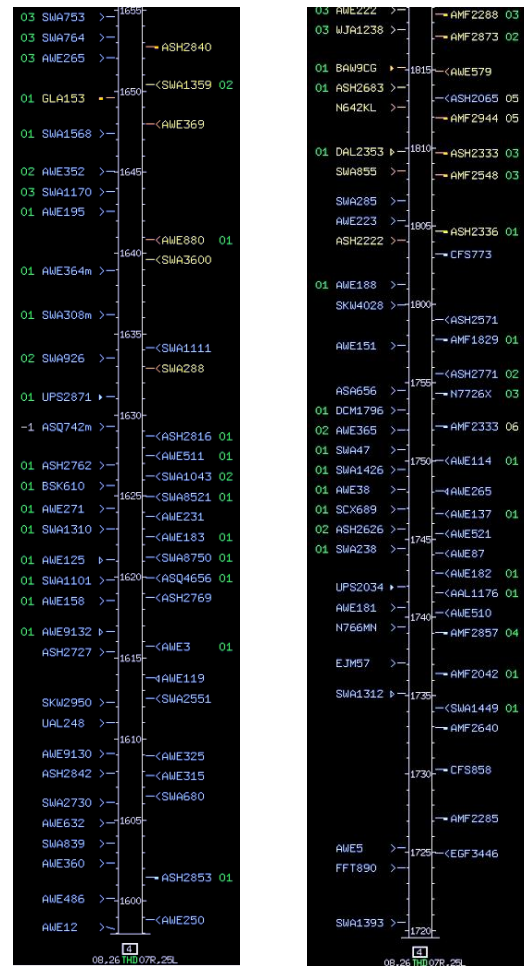 03 SWA753 > 1655
03 SWA764 >
03 AWE265 > ASH2840
1650 <SWA1359 02
01 GLA153
01 SWA1568 > <AWE369
02 AWE352 > 1645
03 SWA1170 >
01 AWE195 >
<AWE880 01
1640 <SWA3600
01 AWE364m >
01 SWA308m >
1635
02 SWA926 > <SWA1111
<SWA288
01 UPS2871
1630
-1 ASQ742m >
<ASH2816 01
01 ASH2762 > <AWE511 01
01 BSK610 > <SWA1043 02
1625 <SWA8521 01
01 AWE271 > <AWE231
01 SWA1310 > <AWE183 01
01 AWE125 <SWA8750 01
01 SWA1101 > 1620 <ASQ4656 01
01 AWE158 > <ASH2769
01 AWE9132
ASH2727 > 1615 <AWE3 01
AWE119
SKW2950 > <SWA2551
UAL248 > 1610
AWE9130 > <AWE325
ASH2842 > <AWE315
SWA2730 > <SWA680
AWE632 > 1605
SWA839 >
AWE360 >
ASH2853 01
AWE486 > 1600
AWE12 > <AWE250
4
08,26THD07R,25L
03 AWE222 > AMF2288 03
03 WJA1238 > AMF2873 02
01 BAW9CG 1815 <AWE579
01 ASH2683 > <ASH2065 05
N642KL > AMF2944 05
01 DAL2353 1810 ASH2333 03
SWA855 > AMF2548 03
SWA285 >
AWE223 > 1805 ASH2336 01
ASH2222 > CFS773
01 AWE188 >
SKW4028 > 1800
<ASH2571
AWE151 > AMF1829 01
1755 <ASH2771 02
ASA656 > N7726X 03
01 DCM1796 >
02 AWE365 > AMF2333 06
01 SWA47 > 1750 <AWE114 01
01 SWA1426 >
01 AWE38 > AWE265
01 SCX689 > <AWE137 01
02 ASH2626 > 1745 <AWE521
01 SWA238 > <AWE87
<AWE182 01
UPS2034 <AAL1176 01
AWE181 > 1740 <AWE510
N766MN > AMF2857 04
EJM57 > AMF2042 01
SWA1312 1735
<SWA1449 01
AMF2640
1730 CFS858
AMF2285
AWE5 > 1725 EGF3446
FFT890 >
SWA1393 > 1720
4
08,26THD07R,25L